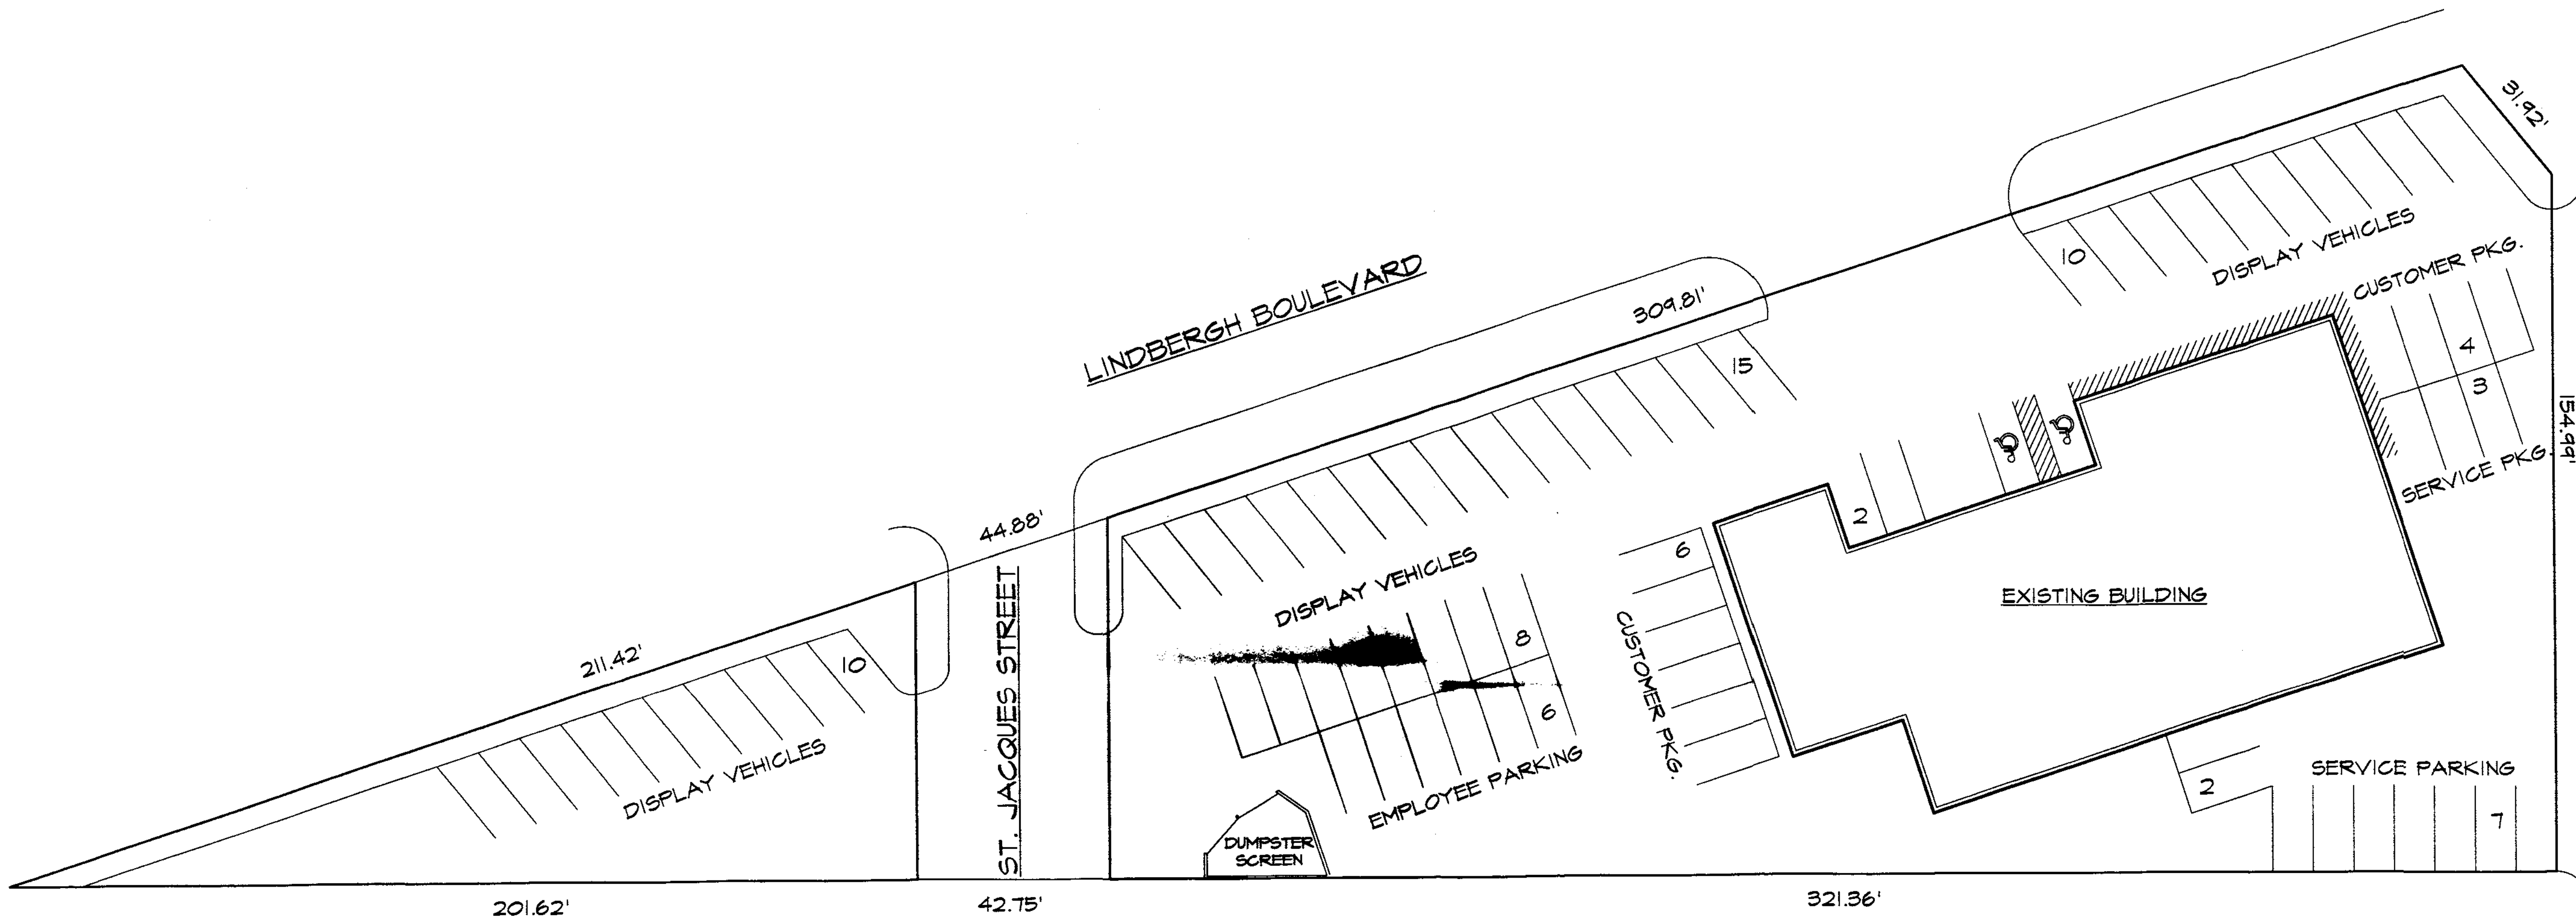 31.92'
LINDBERGH BOULEVARD
309.81'
10
DISPLAY VEHICLES
CUSTOMER PKG.
4
3
SERVICE PKG.
154.99'
15
2
44.88'
ST. JACQUES STREET
211.42'
10
DISPLAY VEHICLES
DISPLAY VEHICLES
8
6
EMPLOYEE PARKING
6
CUSTOMER PKG.
EXISTING BUILDING
DUMPSTER
SCREEN
2
SERVICE PARKING
7
201.62'
42.75'
321.36'